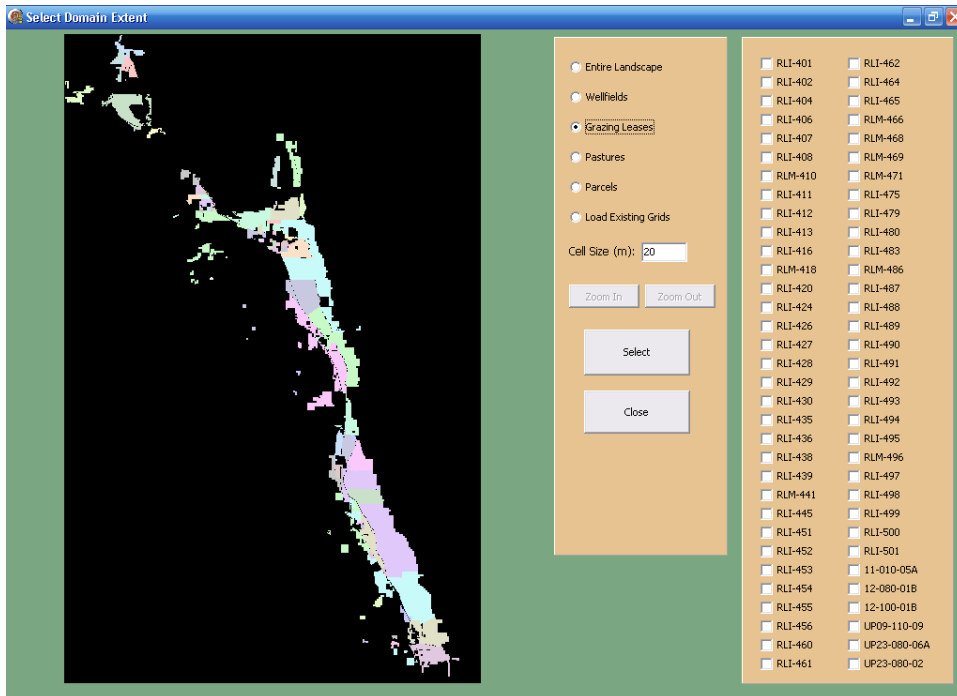 Select Domain Extent
Entire Landscape
Wellfields
Grazing Leases
Pastures
Parcels
Load Existing Grids
Cell Size (m): 20
Zoom In Zoom Out
Select
Close
RLI-401 RLI-462
RLI-402 RLI-464
RLI-404 RLI-465
RLI-406 RLM-466
RLI-407 RLM-468
RLI-408 RLM-469
RLM-410 RLM-471
RLI-411 RLI-475
RLI-412 RLI-479
RLI-413 RLI-480
RLI-416 RLI-483
RLM-418 RLM-486
RLI-420 RLI-487
RLI-424 RLI-488
RLI-426 RLI-489
RLI-427 RLI-490
RLI-428 RLI-491
RLI-429 RLI-492
RLI-430 RLI-493
RLI-435 RLI-494
RLI-436 RLI-495
RLI-438 RLM-496
RLI-439 RLI-497
RLM-441 RLI-498
RLI-445 RLI-499
RLI-451 RLI-500
RLI-452 RLI-501
RLI-453 11-010-05A
RLI-454 12-080-01B
RLI-455 12-100-01B
RLI-456 UP09-110-09
RLI-460 UP23-080-06A
RLI-461 UP23-080-02